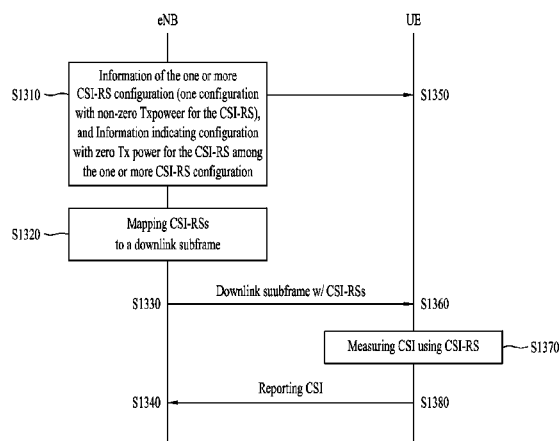 eNB
UE
Information of the one or more
CSI-RS configuration (one configuration
with non-zero Txpoweer for the CSI-RS),
and Information indicating configuration
with zero Tx power for the CSI-RS among
the one or more CSI-RS configuration
S1310
S1350
Mapping CSI-RSs
to a downlink subframe
S1320
Downlink suubframe w/ CSI-RSs
S1330
S1360
Measuring CSI using CSI-RS
S1370
Reporting CSI
S1340
S1380